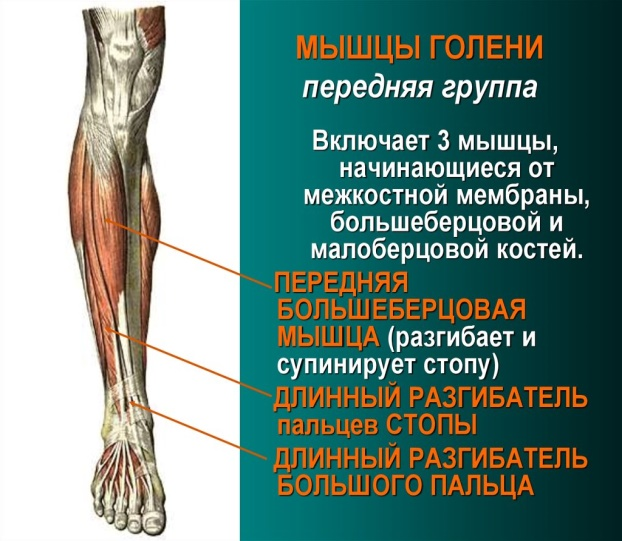 МЫШЦЫ ГОЛЕНИ
передняя группа
Включает 3 мышцы,
начинающиеся от
межкостной мембраны,
большеберцовой и
малоберцовой костей.
ПЕРЕДНЯЯ
БОЛЬШЕБЕРЦОВАЯ
МЫШЦА (разгибает и
супинирует стопу)
ДЛИННЫЙ РАЗГИБАТЕЛЬ
пальцев СТОПЫ
ДЛИННЫЙ РАЗГИБАТЕЛЬ
БОЛЬШОГО ПАЛЬЦА